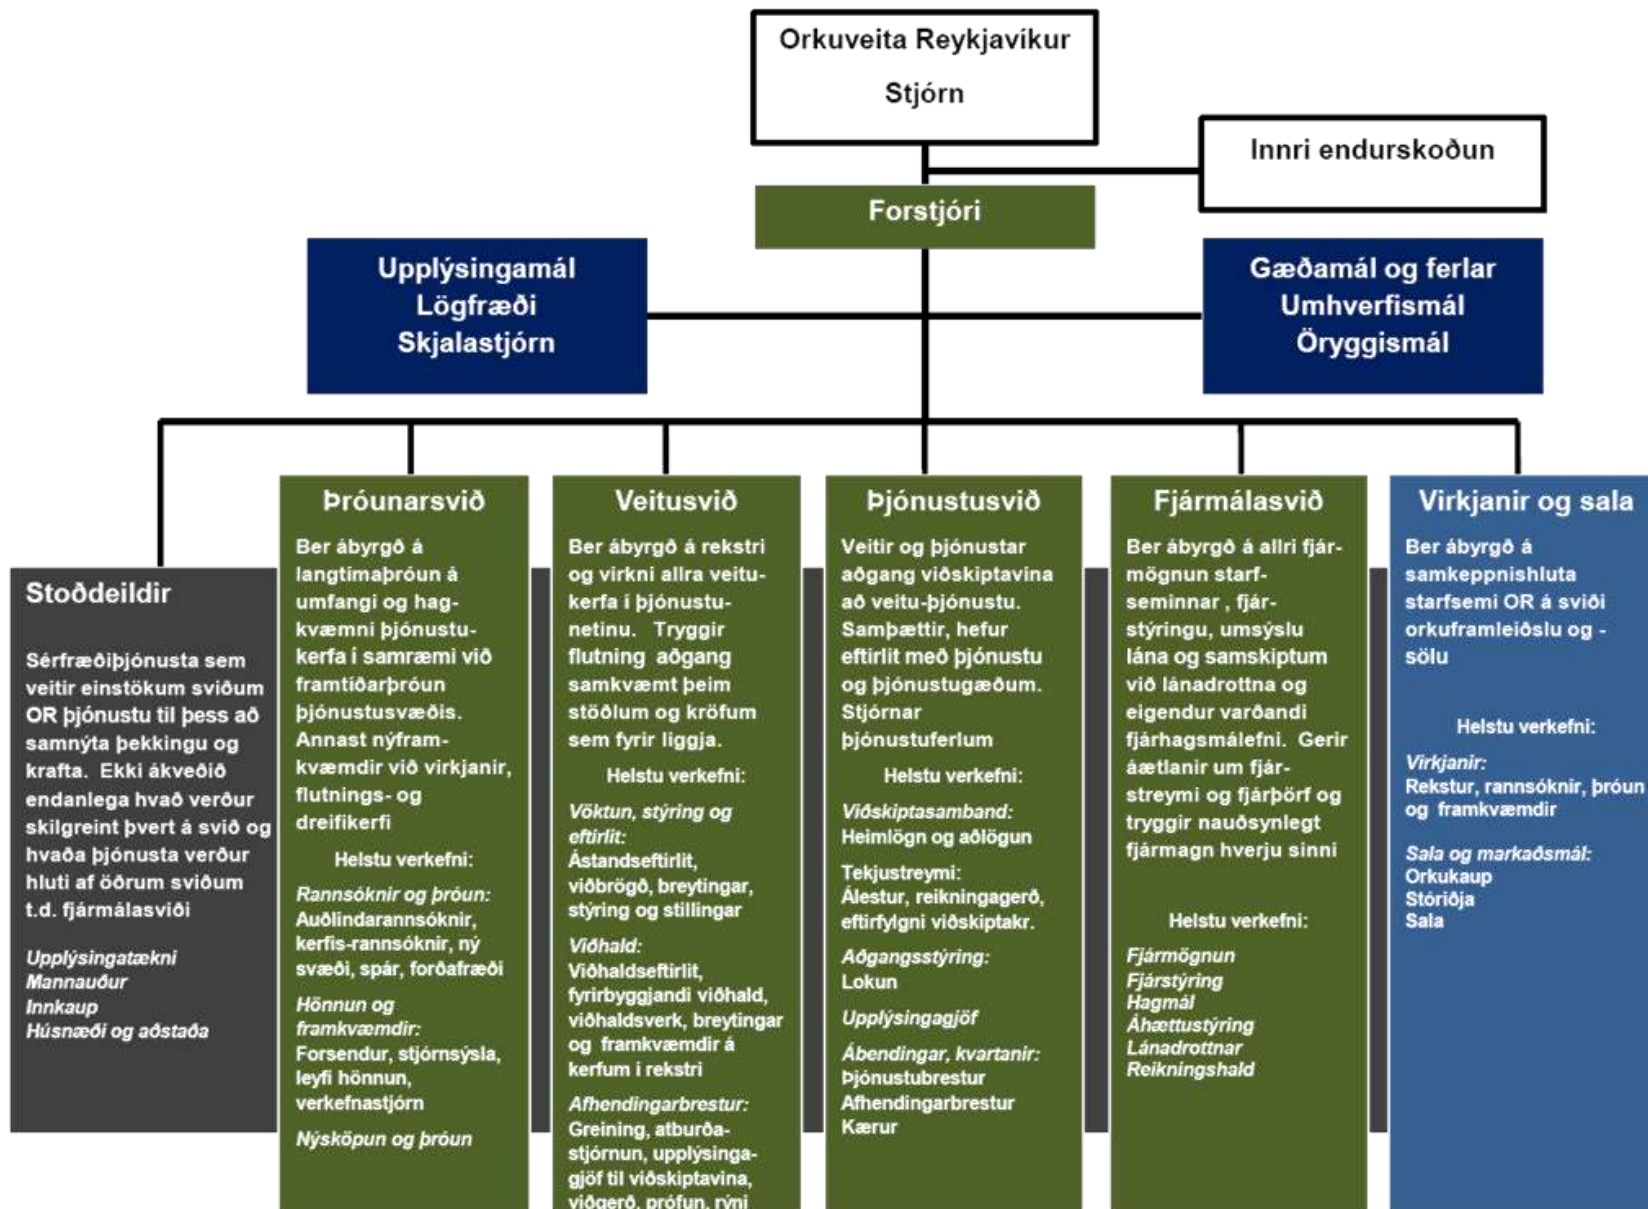 Orkuveita Reykjavíkur
Stjórn
Innri endurskoðun
Forstjóri
Upplýsingamál
Lögfræði
Skjalastjórn
Gæðamál og ferlar
Umhverfismál
Öryggismál
Stoðdeildir
Sérfræðiþjónusta sem
veitir einstökum sviðum
OR þjónustu til þess að
samnýta þekkingu og
krafta. Ekki ákveðið
endanlega hvað verður
skilgreint þvert á svið og
hvaða þjónusta verður
hluti af öðrum sviðum
t.d. fjármálasviði
Upplýsingatækni
Mannauður
Innkaup
Húsnæði og aðstaða
Þróunarsvið
Ber ábyrgð á
langtímaþróun á
umfangi og hag-
kvæmni þjónustu-
kerfa í samræmi við
framtíðarþróun
þjónustusvæðis.
Annast nýfram-
kvæmdir við virkjanir,
flutnings- og
dreifikerfi
Helstu verkefni:
Rannsóknir og þróun:
Auðlindarannsóknir,
kerfis-rannsóknir, ný
svæði, spár, forðafræði
Hönnun og
framkvæmdir:
Forsendur, stjórnsýsla,
leyfi hönnun,
verkefnastjórn
Nýsköpun og þróun
Veitusvið
Ber ábyrgð á rekstri
og virkni allra veitu-
kerfa í þjónustu-
netinu. Tryggir
flutning aðgang
samkvæmt þeim
stöðlum og kröfum
sem fyrir liggja.
Helstu verkefni:
Vöktun, stýring og
eftirlit:
Ástandseftirlit,
viðbrögð, breytingar,
stýring og stillingar
Viðhald:
Viðhaldseftirlit,
fyrirbyggjandi viðhald,
viðhaldsverk, breytingar
og framkvæmdir á
kerfum í rekstri
Afhendingarbrestur:
Greining, atburða-
stjórnun, upplýsinga-
gjöf til viðskiptavina,
viðgerð, prófun, rýni
Þjónustusvið
Veitir og þjónustar
aðgang viðskiptavina
að veitu-þjónustu.
Samþættir, hefur
eftirlit með þjónustu
og þjónustugæðum.
Stjórnar
þjónustuferlum
Helstu verkefni:
Viðskiptasamband:
Heimlögn og aðlögun
Tekjustreymi:
Álestur, reikningagerð,
eftirfylgni viðskiptakr.
Aðgangsstýring:
Lokun
Upplýsingagjöf
Ábendingar, kvartanir:
Þjónustubrestur
Afhendingarbrestur
Kærur
Fjármálasvið
Ber ábyrgð á allri fjár-
mögnun starf-
seminnar , fjár-
stýringu, umsýslu
lána og samskiptum
við lánadrottna og
eigendur varðandi
fjárhagsmálefni. Gerir
áætlanir um fjár-
streymi og fjárþörf og
tryggir nauðsynlegt
fjármagn hverju sinni
Helstu verkefni:
Fjármögnun
Fjárstýring
Hagmál
Áhættustýring
Lánadrottnar
Reikningshald
Virkjanir og sala
Ber ábyrgð á
samkeppnishluta
starfsemi OR á sviði
orkuframleiðslu og -
sölu
Helstu verkefni:
Virkjanir:
Rekstur, rannsóknir, þróun
og framkvæmdir
Sala og markaðsmál:
Orkukaup
Stóriðja
Sala